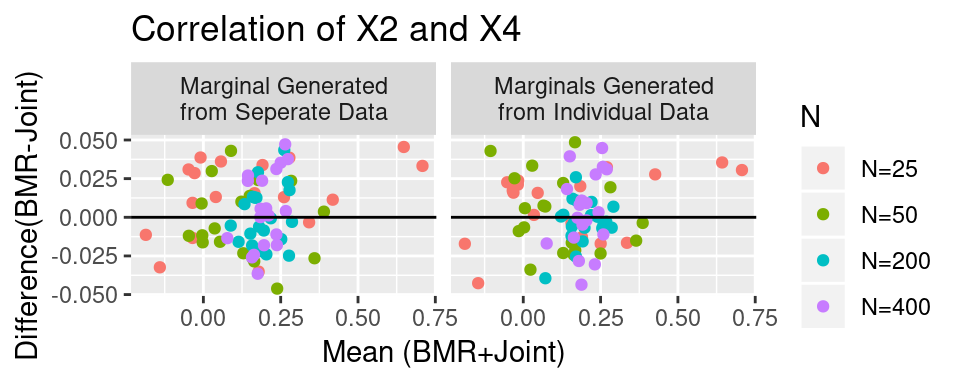 Correlation of X2 and X4
Marginal Generated
from Seperate Data
Marginals Generated
from Individual Data
Difference(BMR-Joint)
0.050
0.025
0.000
-0.025
-0.050
0.00 0.25 0.50 0.75
0.00 0.25 0.50 0.75
Mean (BMR+Joint)
N
N=25
N=50
N=200
N=400